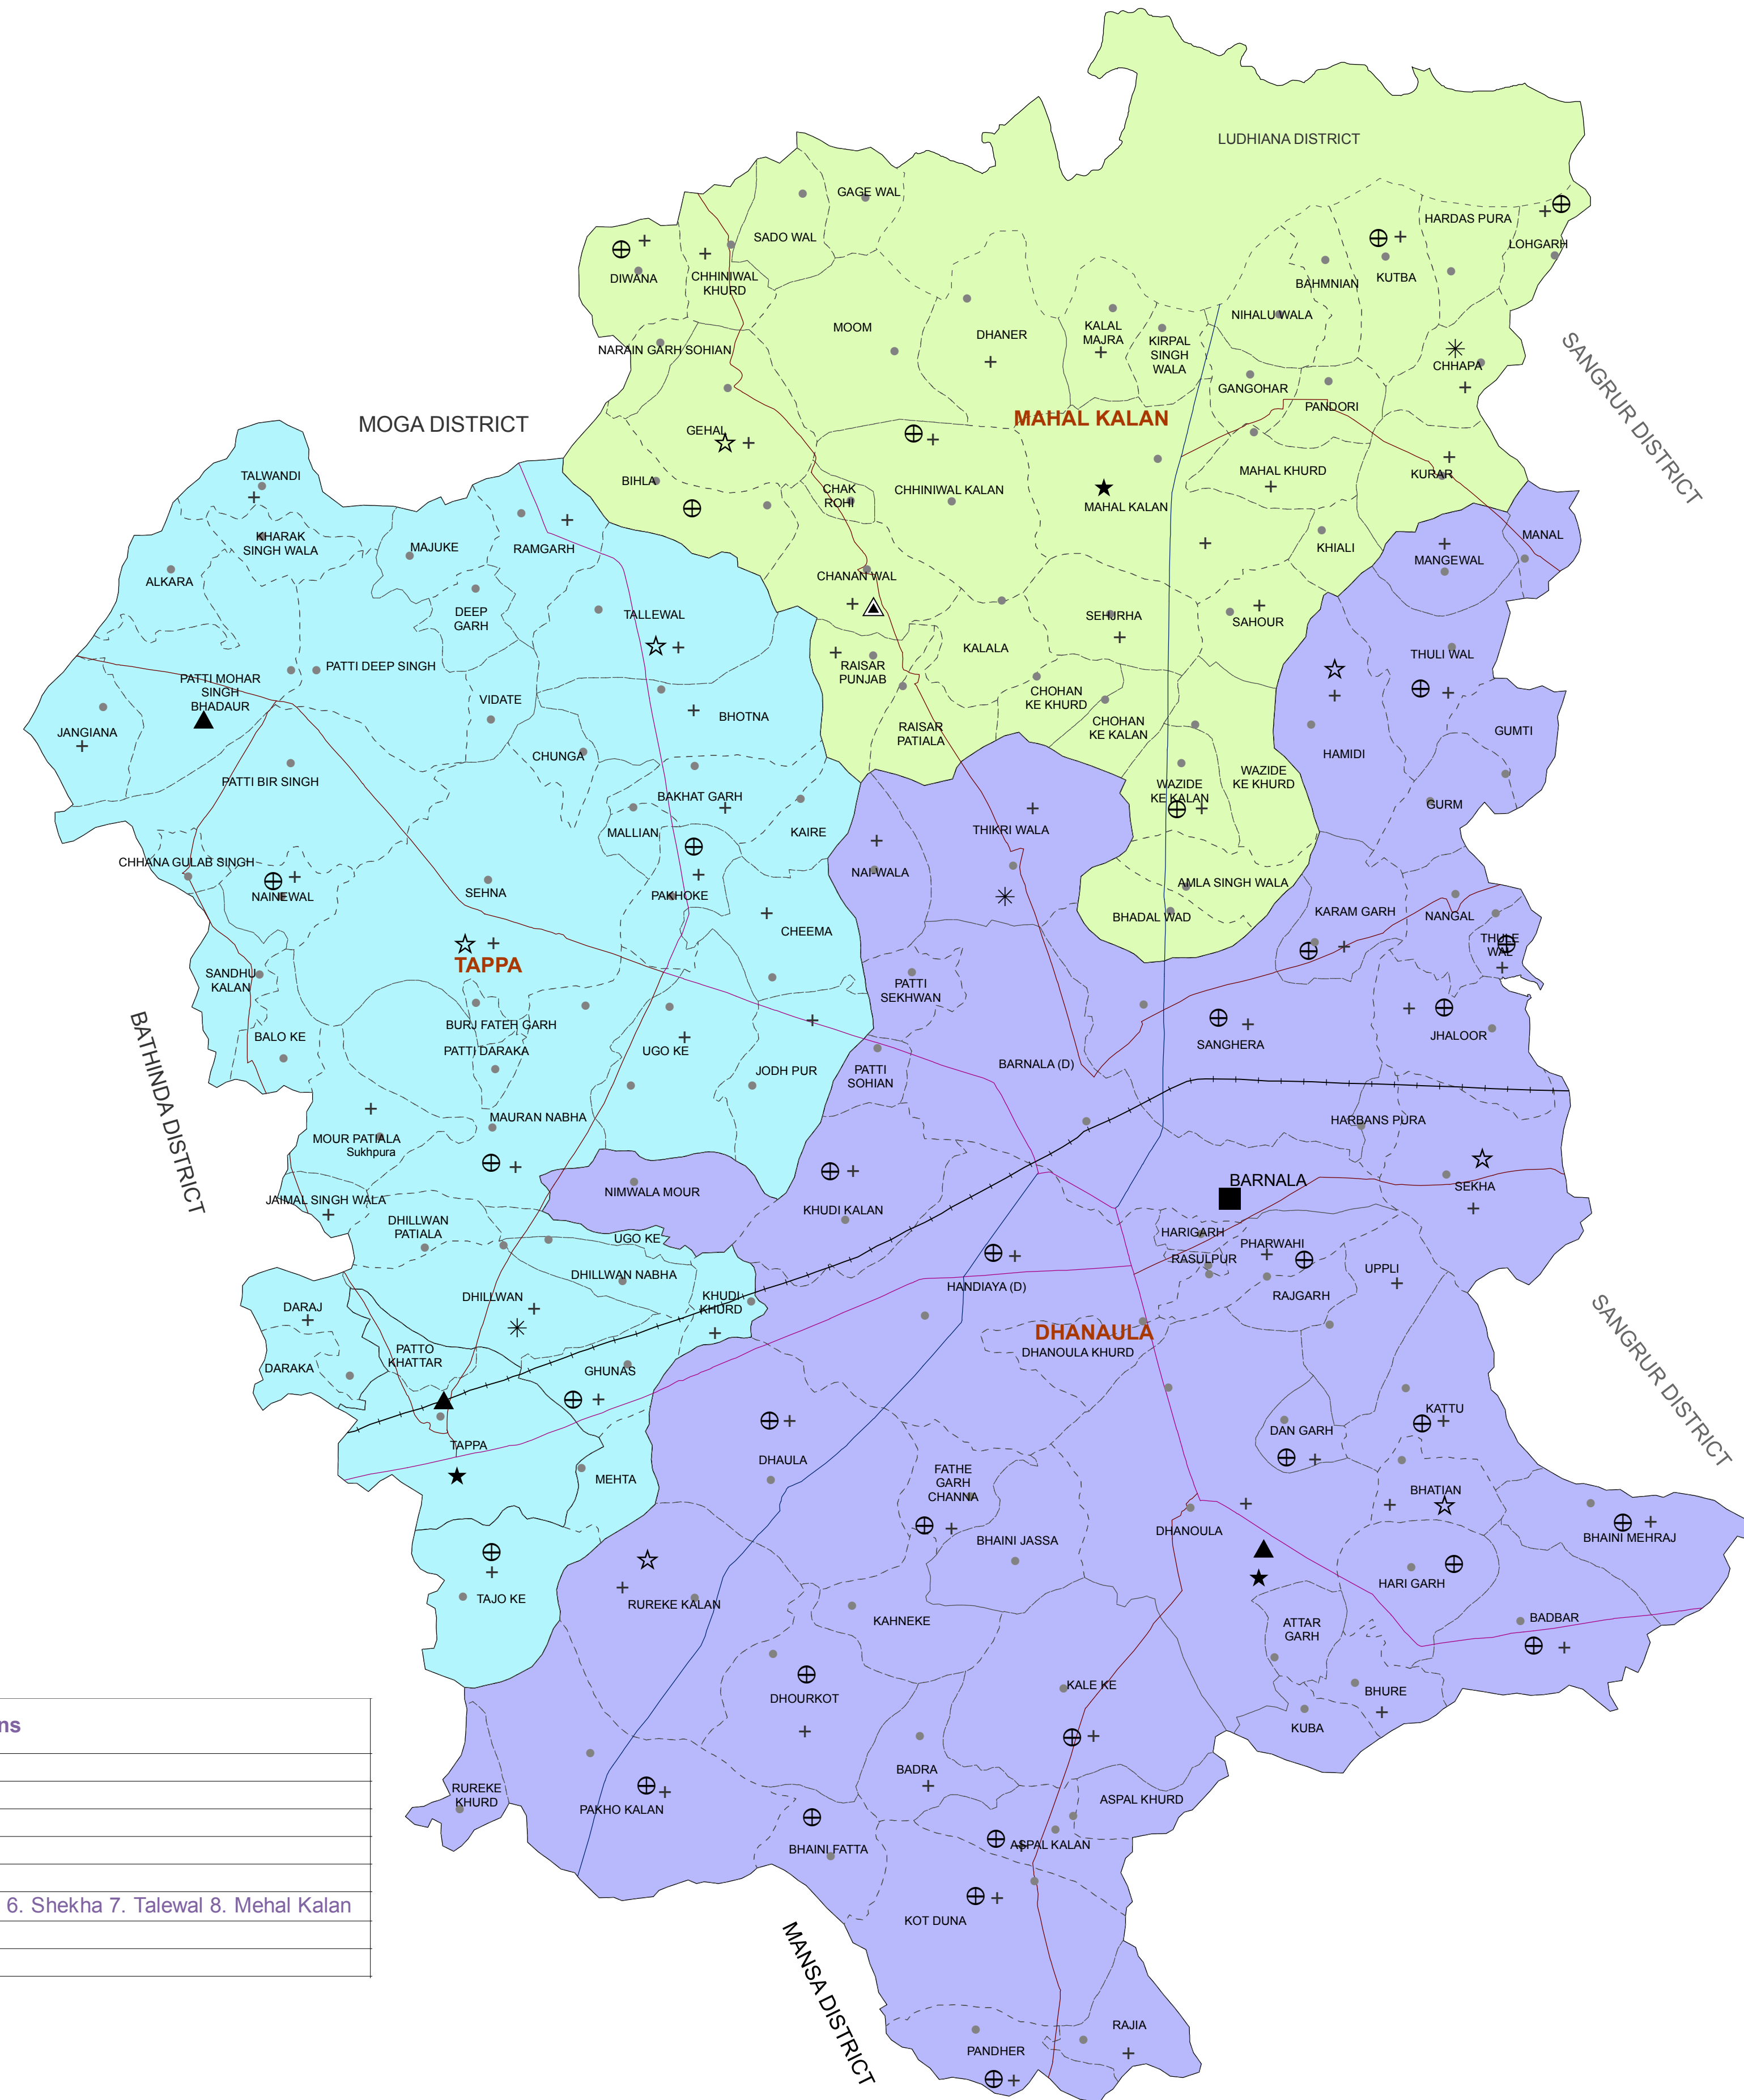 LUDHIANA DISTRICT
GAGE WAL
SADO WAL
HARDAS PURA
LOHGARH
DIWANA
CHHINIWAL
KHURD
BAHMNIAN
KUTBA
MOOM
DHANER
KALAL
MAJRA
KIRPAL
SINGH
WALA
NIHALU WALA
NARAIN GARH SOHIAN
CHHAPA
GANGOHAR
PANDORI
SANGRUR DISTRICT
MOGA DISTRICT
MAHAL KALAN
GEHAL
BIHLA
CHAK
ROHI
CHHINIWAL KALAN
MAHAL KHURD
KURAR
MAHAL KALAN
TALWANDI
KHARAK
SINGH WALA
MAJUKE
RAMGARH
KHIALI
MANAL
MANGEWAL
ALKARA
CHANAN WAL
DEEP
GARH
TALLEWAL
SEHJRHA
SAHOUR
KALALA
THULI WAL
PATTI DEEP SINGH
RAISAR
PUNJAB
PATTI MOHAR
SINGH
BHADAUR
VIDATE
CHOHAN
KE KHURD
BHOTNA
CHOHAN
KE KALAN
JANGIANA
RAISAR
PATIALA
GUMTI
HAMIDI
CHUNGA
PATTI BIR SINGH
WAZIDE
KE KHURD
WAZIDE
KE KALAN
BAKHAT GARH
GURM
MALLIAN
KAIRE
THIKRI WALA
CHHANA GULAB SINGH
NAI WALA
AMLA SINGH WALA
SEHNA
NAINEWAL
PAKHOKE
BHADAL WAD
KARAM GARH
NANGAL
CHEEMA
THULE
WAL
TAPPA
SANDHU
KALAN
PATTI
SEKHWAN
BURJ FATEH GARH
BALO KE
PATTI DARAKA
UGO KE
SANGHERA
JHALOOR
BATHINDA DISTRICT
JODH PUR
PATTI
SOHIAN
BARNALA (D)
MAURAN NABHA
HARBANS PURA
MOUR PATIALA
Sukhpura
BARNALA
SEKHA
NIMWALA MOUR
JAIMAL SINGH WALA
KHUDI KALAN
DHILLWAN
PATIALA
HARIGARH
UGO KE
PHARWAHI
RASULPUR
UPPLI
DHILLWAN NABHA
HANDIAYA (D)
RAJGARH
DHILLWAN
KHUDI
KHURD
DARAJ
DHANAULA
DHANOULA KHURD
SANGRUR DISTRICT
PATTO
KHATTAR
DARAKA
GHUNAS
KATTU
DAN GARH
TAPPA
DHAULA
MEHTA
FATHE
GARH
CHANNA
BHATIAN
DHANOULA
BHAINI MEHRAJ
BHAINI JASSA
HARI GARH
TAJO KE
RUREKE KALAN
KAHNEKE
BADBAR
ATTAR
GARH
KALE KE
BHURE
DHOURKOT
KUBA
ns
BADRA
RUREKE
KHURD
ASPAL KHURD
PAKHO KALAN
ASPAL KALAN
BHAINI FATTA
6. Shekha 7. Talewal 8. Mehal Kalan
KOT DUNA
MANSA DISTRICT
RAJIA
PANDHER